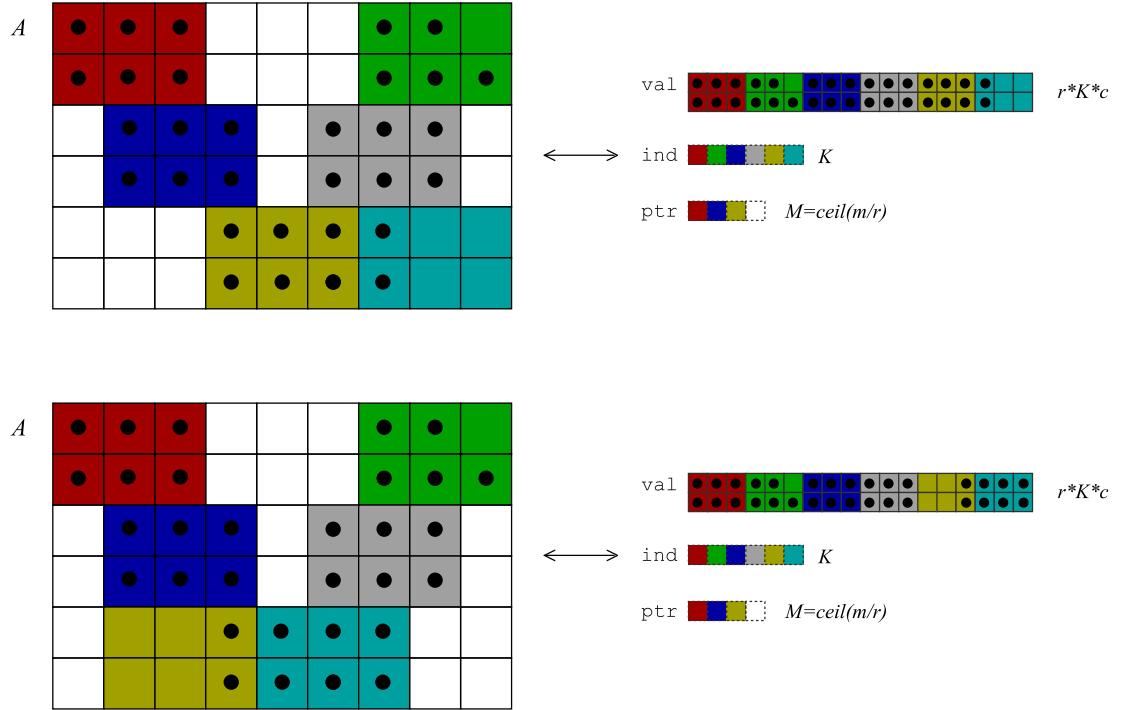 A
val r*K*c
ind K
ptr M=ceil(m/r)
A
val r*K*c
ind K
ptr M=ceil(m/r)